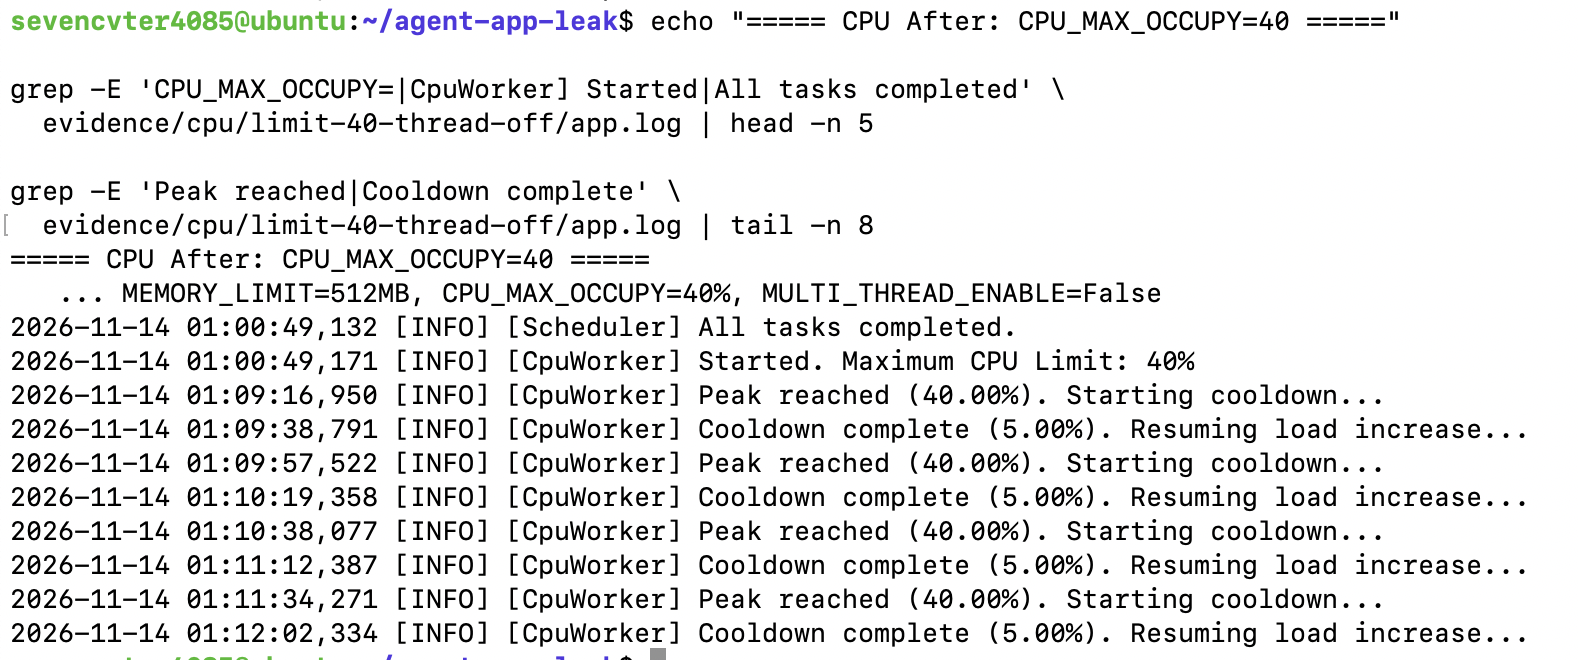 sevencvter4085@ubuntu:~/agent-app-leak$ echo "===== CPU After: CPU_MAX_OCCUPY=40 ====="
grep -E 'CPU_MAX_OCCUPY=|CpuWorker] Started|All tasks completed' \
evidence/cpu/limit-40-thread-off/app.log | head -n 5
grep -E 'Peak reached|Cooldown complete' \
evidence/cpu/limit-40-thread-off/app.log | tail -n 8
===== CPU After: CPU_MAX_OCCUPY=40 =====
... MEMORY_LIMIT=512MB, CPU_MAX_OCCUPY=40%, MULTI_THREAD_ENABLE=False
2026-11-14 01:00:49,132 [INFO] [Scheduler] All tasks completed.
2026-11-14 01:00:49,171 [INFO] [CpuWorker] Started. Maximum CPU Limit: 40%
2026-11-14 01:09:16,950 [INFO] [CpuWorker] Peak reached (40.00%). Starting cooldown...
2026-11-14 01:09:38,791 [INFO] [CpuWorker] Cooldown complete (5.00%). Resuming load increase...
2026-11-14 01:09:57,522 [INFO] [CpuWorker] Peak reached (40.00%). Starting cooldown...
2026-11-14 01:10:19,358 [INFO] [CpuWorker] Cooldown complete (5.00%). Resuming load increase...
2026-11-14 01:10:38,077 [INFO] [CpuWorker] Peak reached (40.00%). Starting cooldown...
2026-11-14 01:11:12,387 [INFO] [CpuWorker] Cooldown complete (5.00%). Resuming load increase...
2026-11-14 01:11:34,271 [INFO] [CpuWorker] Peak reached (40.00%). Starting cooldown...
2026-11-14 01:12:02,334 [INFO] [CpuWorker] Cooldown complete (5.00%). Resuming load increase...